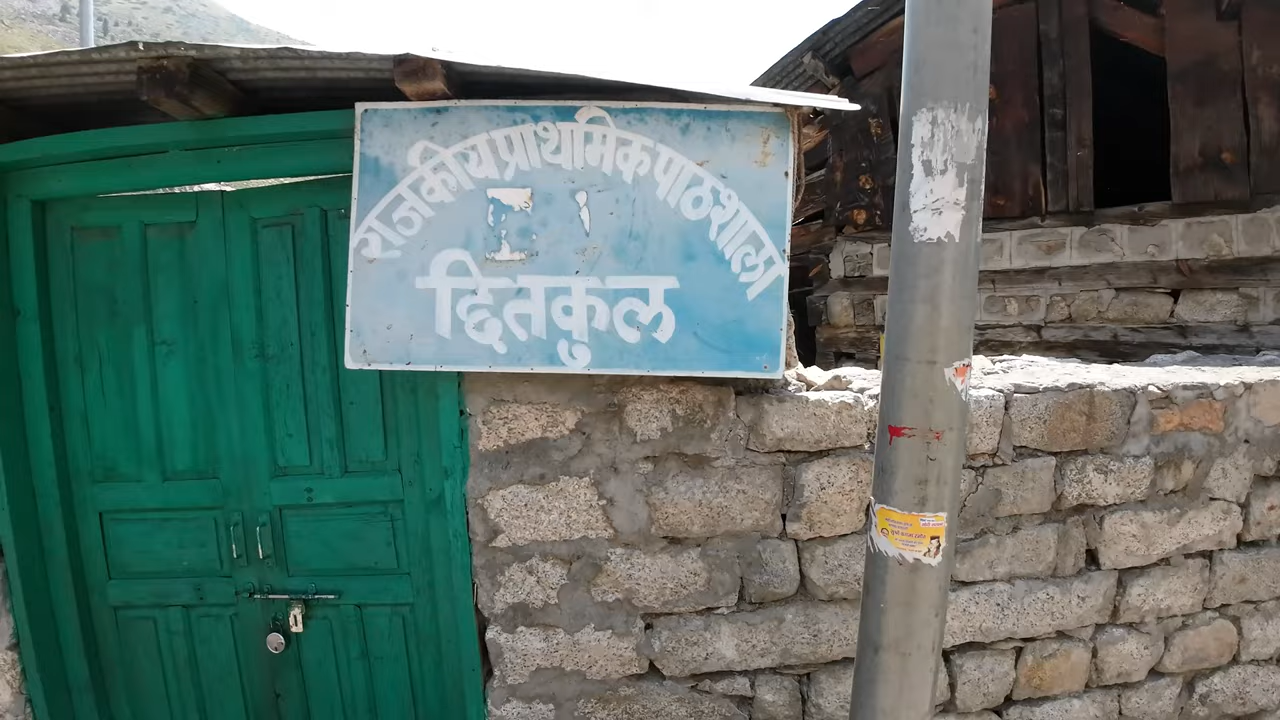 राजकीय प्राथमिक पाठशाला
छितकुल